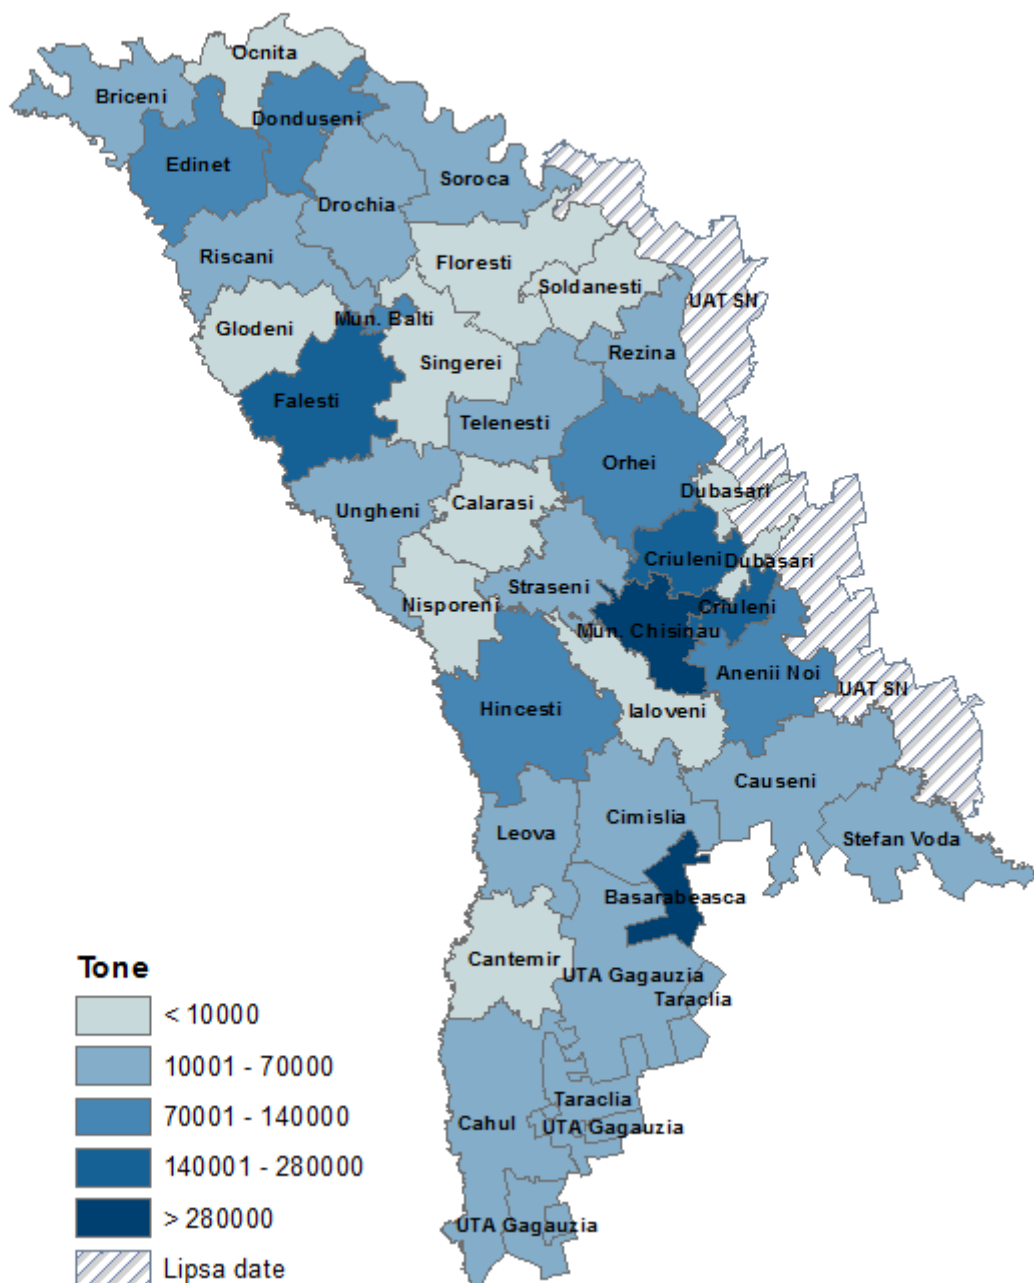 Ocnita
Briceni
Donduseni
Edinet
Soroca
Drochia
Riscani
Floresti
Soldanesti
UAT SN
Glodeni
Mun. Balti
Rezina
Singerei
Falesti
Telenesti
Orhei
Dubasari
Calarasi
Ungheni
Criuleni
Dubasari
Straseni
Nisporeni
Criuleni
Mun. Chisinau
Anenii Noi
UAT SN
Hincesti
Ialoveni
Causeni
Cimislia
Leova
Stefan Voda
Basarabeasca
Cantemir
UTA Gagauzia
Taraclia
Taraclia
Cahul
UTA Gagauzia
UTA Gagauzia
Tone
< 10000
10001 - 70000
70001 - 140000
140001 - 280000
> 280000
Lipsa date